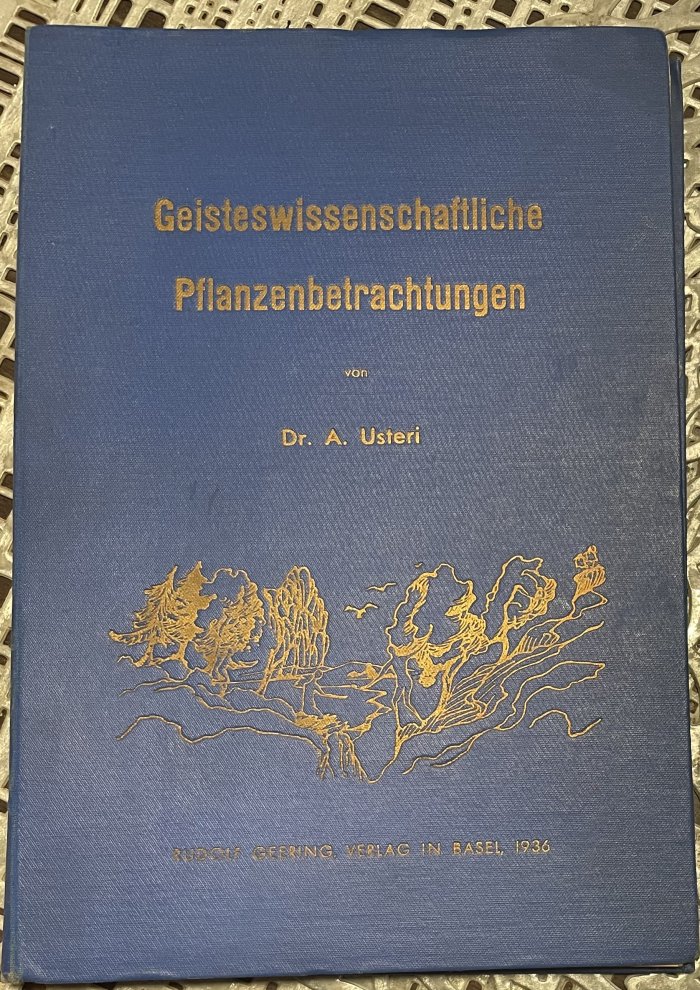 Geisteswissenschaftliche
Pflanzenbetrachtungen
von
Dr. A. Usteri
RUDOLF GEERING, VERLAG IN BASEL, 1936